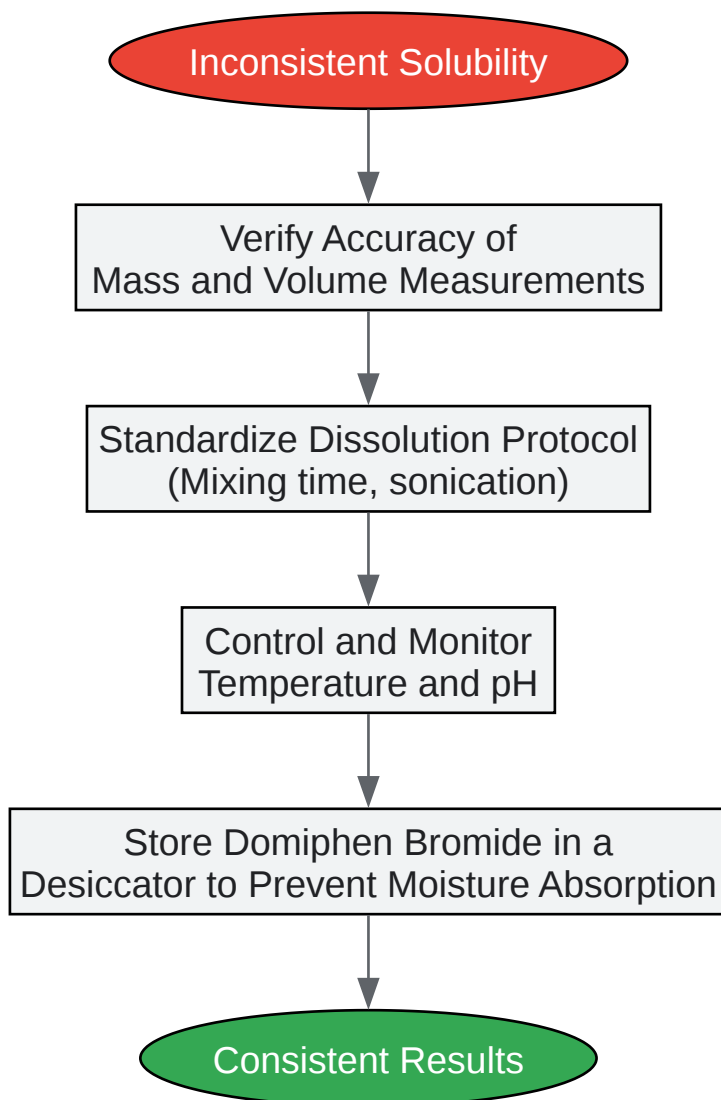 Inconsistent Solubility
Verify Accuracy of
Mass and Volume Measurements
Standardize Dissolution Protocol
(Mixing time, sonication)
Control and Monitor
Temperature and pH
Store Domiphen Bromide in a
Desiccator to Prevent Moisture Absorption
Consistent Results